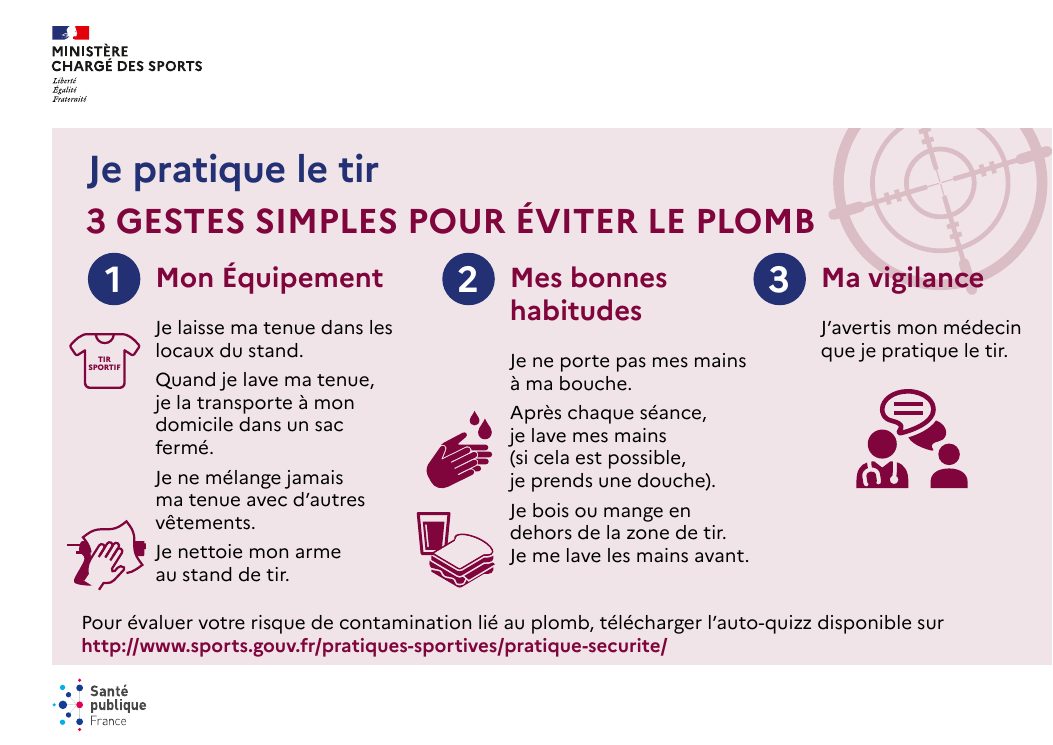 MINISTÈRE
CHARGÉ DES SPORTS
Liberté
Égalité
Fraternité
Je pratique le tir
3 GESTES SIMPLES POUR ÉVITER LE PLOMB
1 Mon Équipement
TIR
SPORTIF
Je laisse ma tenue dans les
locaux du stand.
Quand je lave ma tenue,
je la transporte à mon
domicile dans un sac
fermé.
Je ne mélange jamais
ma tenue avec d’autres
vêtements.
Je nettoie mon arme
au stand de tir.
2 Mes bonnes
habitudes
Je ne porte pas mes mains
à ma bouche.
Après chaque séance,
je lave mes mains
(si cela est possible,
je prends une douche).
Je bois ou mange en
dehors de la zone de tir.
Je me lave les mains avant.
3 Ma vigilance
J’avertis mon médecin
que je pratique le tir.
Pour évaluer votre risque de contamination lié au plomb, télécharger l’auto-quizz disponible sur
http://www.sports.gouv.fr/pratiques-sportives/pratique-securite/
Santé
publique
France